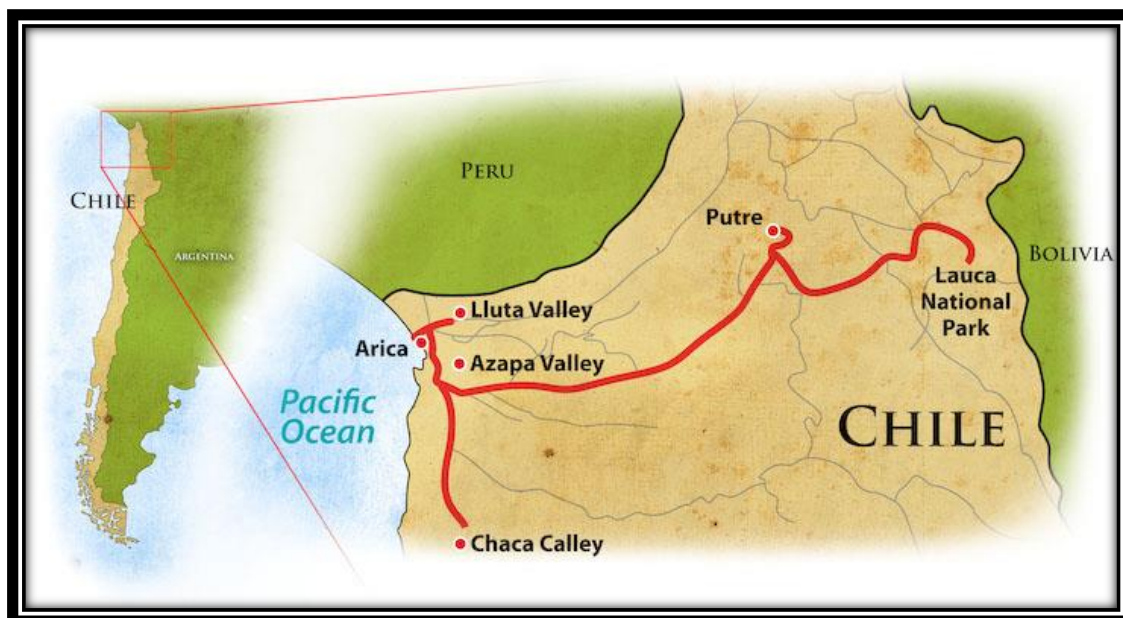 CHILE
ARGENTINA
PERU
BOLIVIA
Putre
Lauca
National
Park
Lluta Valley
Arica
Azapa Valley
Pacific
Ocean
CHILE
Chaca Calley